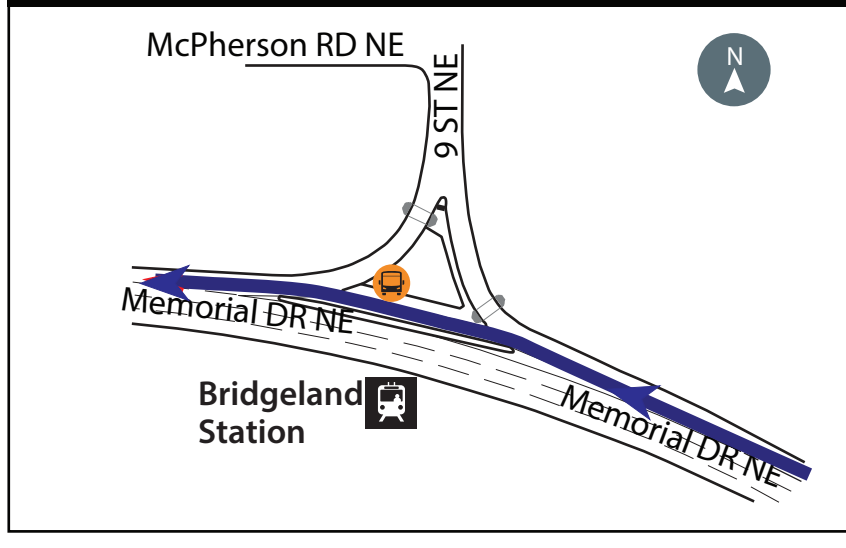 McPherson RD NE
N
9 ST NE
Memorial DR NE
Bridgeland
Station
Memorial DR NE